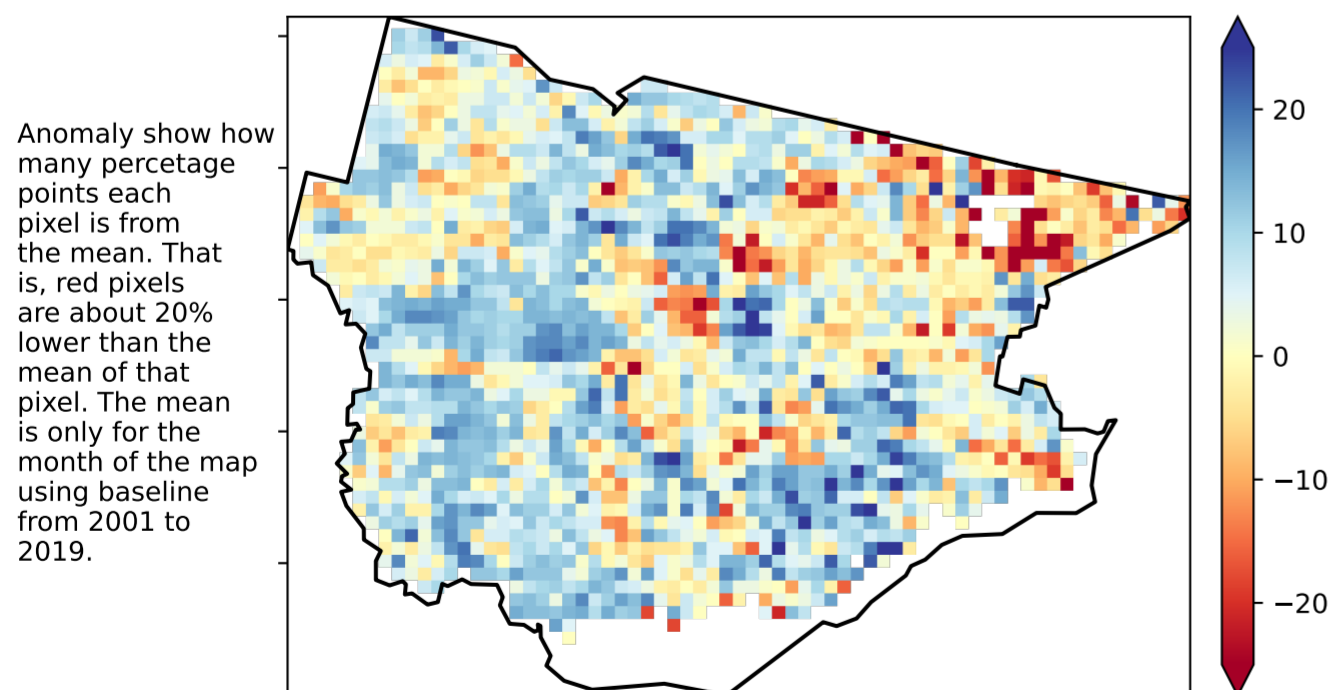 Anomaly show how
many percetage
points each
pixel is from
the mean. That
is, red pixels
are about 20%
lower than the
mean of that
pixel. The mean
is only for the
month of the map
using baseline
from 2001 to
2019.
20
10
0
−10
−20